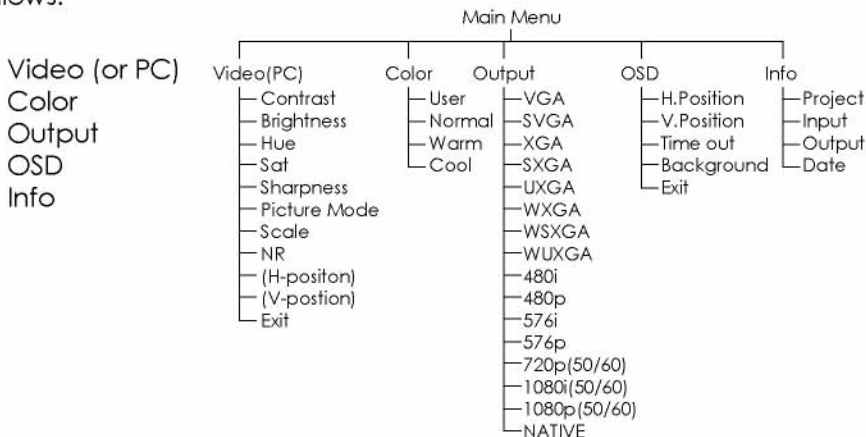 Main Menu
Video (or PC)
Color
Output
OSD
Info
Video(PC)
Contrast
Brightness
Hue
Sat
Sharpness
Picture Mode
Scale
NR
(H-positon)
(V-postion)
Exit
Color
User
Normal
Warm
Cool
Output
VGA
SVGA
XGA
SXGA
UXGA
WXGA
WSXGA
WUXGA
480i
480p
576i
576p
720p(50/60)
1080i(50/60)
1080p(50/60)
NATIVE
OSD
H.Position
V.Position
Time out
Background
Exit
Info
Project
Input
Output
Date